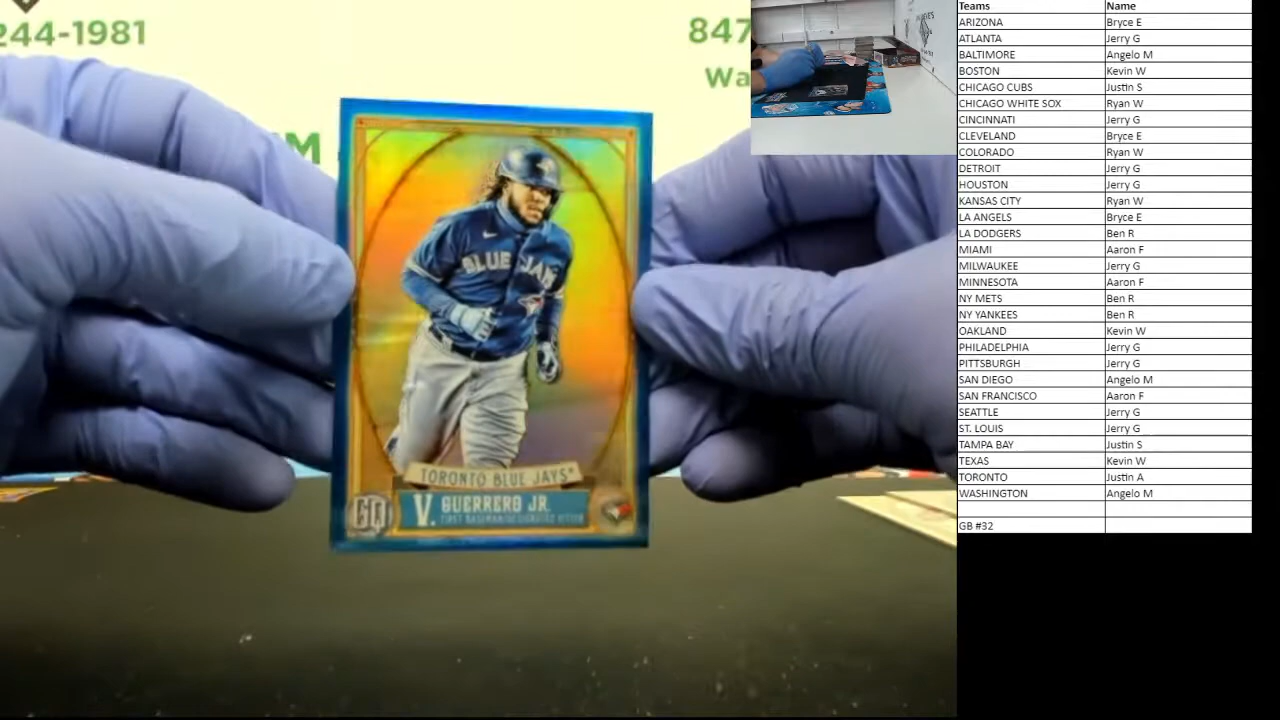 244-1981
847
Wa
M
BLUE JAYS
TORONTO BLUE JAYS
V. GUERRERO JR.
GQ
Teams Name
ARIZONA Bryce E
ATLANTA Jerry G
BALTIMORE Angelo M
BOSTON Kevin W
CHICAGO CUBS Justin S
CHICAGO WHITE SOX Ryan W
CINCINNATI Jerry G
CLEVELAND Bryce E
COLORADO Ryan W
DETROIT Jerry G
HOUSTON Jerry G
KANSAS CITY Ryan W
LA ANGELS Bryce E
LA DODGERS Ben R
MIAMI Aaron F
MILWAUKEE Jerry G
MINNESOTA Aaron F
NY METS Ben R
NY YANKEES Ben R
OAKLAND Kevin W
PHILADELPHIA Jerry G
PITTSBURGH Jerry G
SAN DIEGO Angelo M
SAN FRANCISCO Aaron F
SEATTLE Jerry G
ST. LOUIS Jerry G
TAMPA BAY Justin S
TEXAS Kevin W
TORONTO Justin A
WASHINGTON Angelo M
GB #32